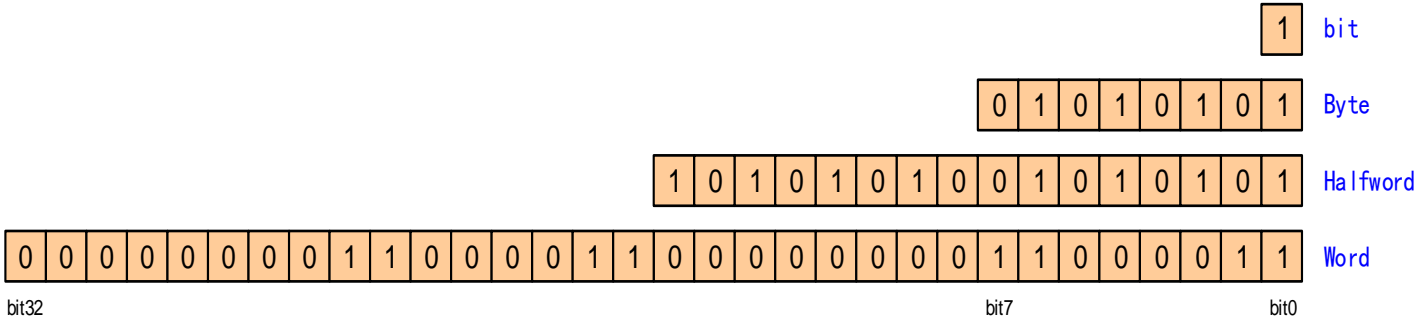 1 bit
0 1 0 1 0 1 0 1 Byte
1 0 1 0 1 0 1 0 0 1 0 1 0 1 0 1 Halfword
0 0 0 0 0 0 0 0 1 1 0 0 0 0 1 1 0 0 0 0 0 0 0 0 1 1 0 0 0 0 1 1 Word
bit32 bit7 bit0